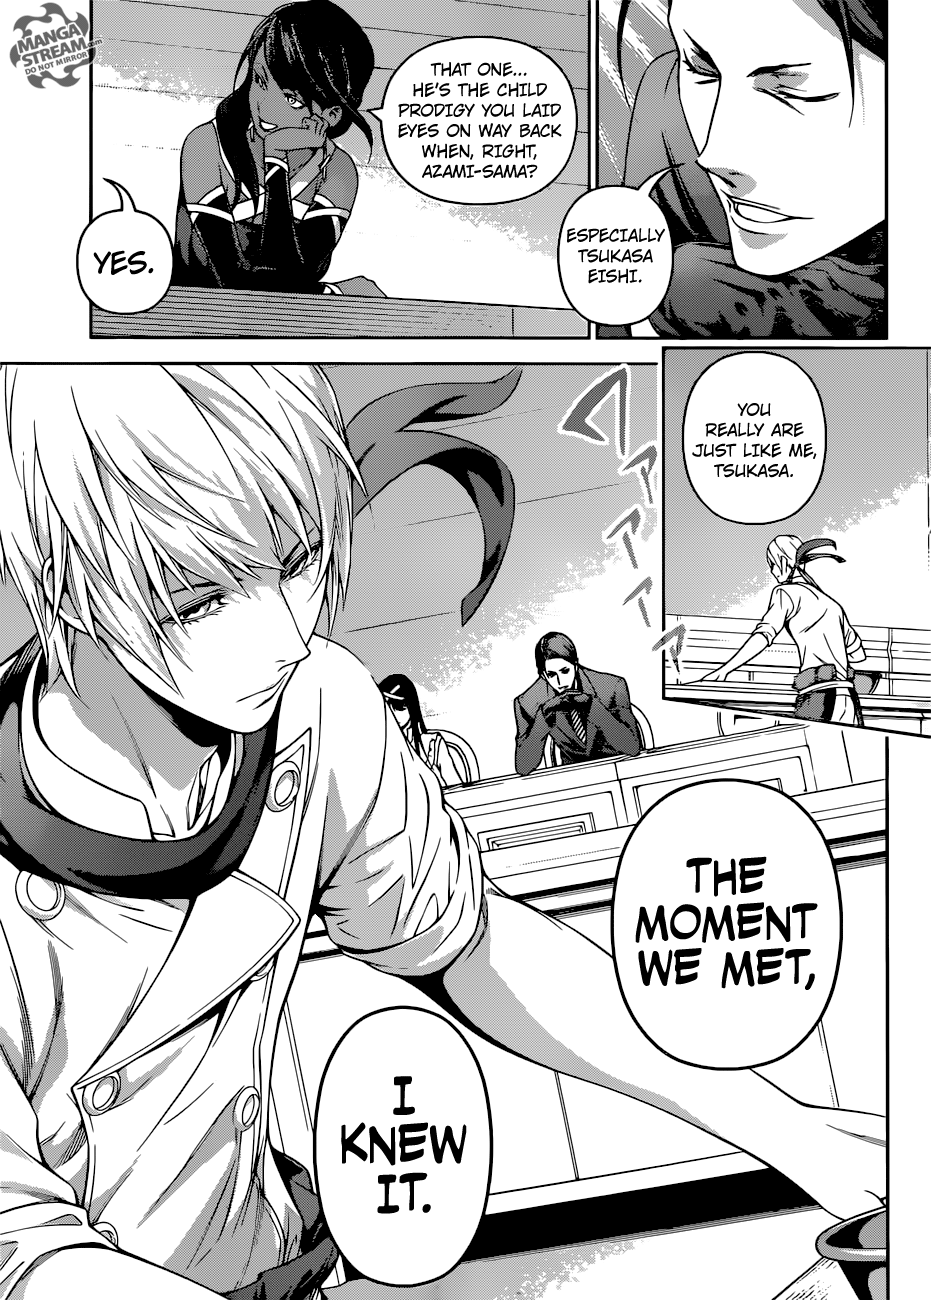 MANGA
STREAM.com
DO NOT MIRROR!
ESPECIALLY
TSUKASA
EISHI.
THAT ONE...
HE'S THE CHILD
PRODIGY YOU LAID
EYES ON WAY BACK
WHEN, RIGHT,
AZAMI-SAMA?
YES.
YOU
REALLY ARE
JUST LIKE ME,
TSUKASA.
THE
MOMENT
WE MET,
I
KNEW
IT.